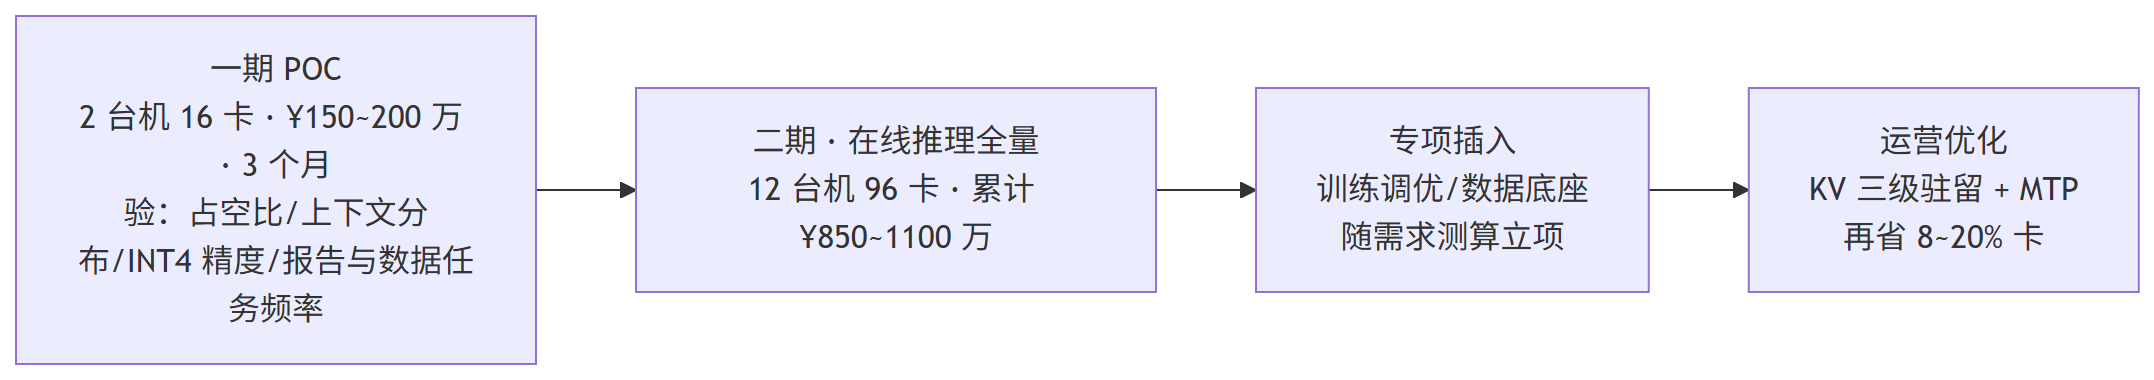 一期 POC
2 台机 16 卡 · ¥150~200 万
· 3 个月
验：占空比/上下文分
布/INT4 精度/报告与数据任
务频率
二期 · 在线推理全量
12 台机 96 卡 · 累计
¥850~1100 万
专项插入
训练调优/数据底座
随需求测算立项
运营优化
KV 三级驻留 + MTP
再省 8~20% 卡